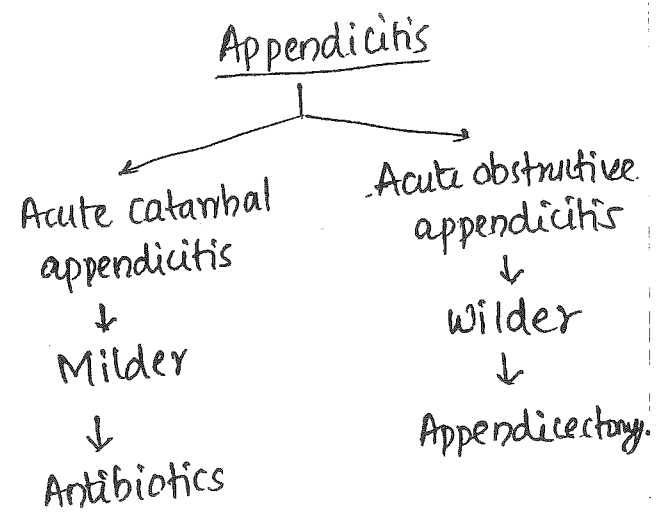 Appendicitis
Acute catarrhal
appendicitis
Milder
Antibiotics
Acute obstructive
appendicitis
Wilder
Appendicectomy.